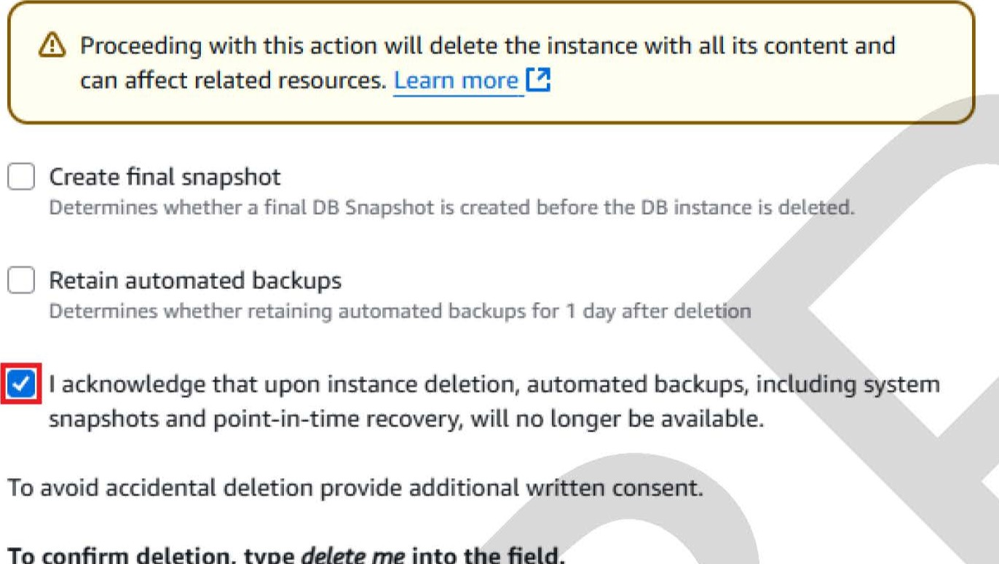 Proceeding with this action will delete the instance with all its content and
can affect related resources. Learn more
Create final snapshot
Determines whether a final DB Snapshot is created before the DB instance is deleted.
Retain automated backups
Determines whether retaining automated backups for 1 day after deletion
I acknowledge that upon instance deletion, automated backups, including system
snapshots and point-in-time recovery, will no longer be available.
To avoid accidental deletion provide additional written consent.
To confirm deletion, type delete me into the field.